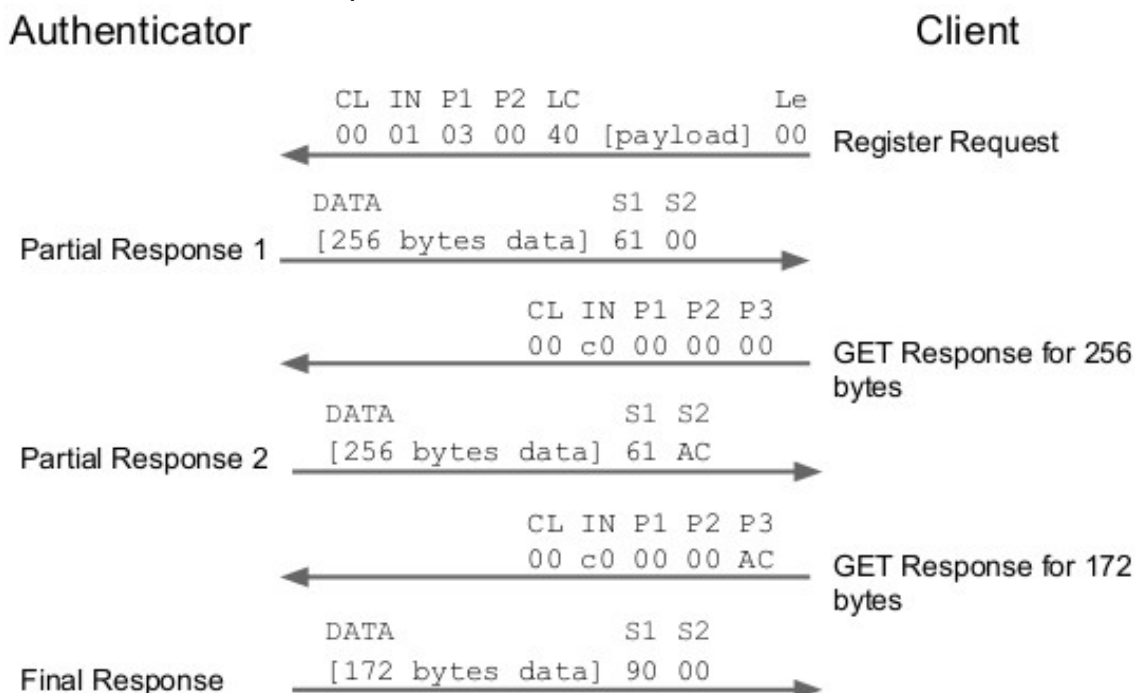 Authenticator Client
CL IN P1 P2 LC Le
00 01 03 00 40 [payload] 00
Register Request
DATA S1 S2
[256 bytes data] 61 00
Partial Response 1
CL IN P1 P2 P3
00 c0 00 00 00
GET Response for 256
bytes
DATA S1 S2
[256 bytes data] 61 AC
Partial Response 2
CL IN P1 P2 P3
00 c0 00 00 AC
GET Response for 172
bytes
DATA S1 S2
[172 bytes data] 90 00
Final Response